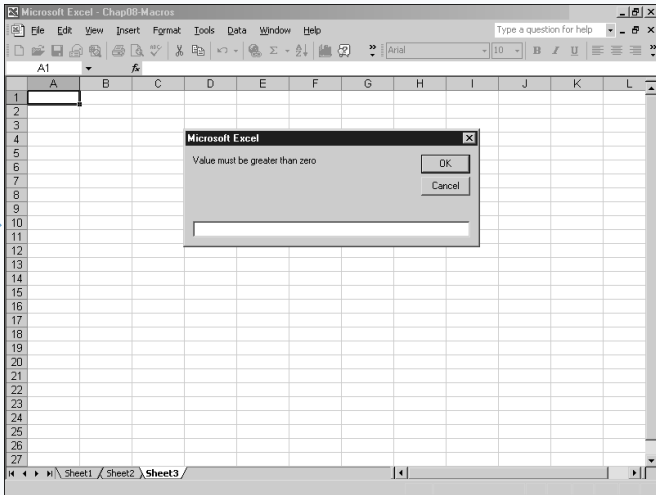 Microsoft Excel - Chap08-Macros
File Edit View Insert Format Tools Data Window Help Type a question for help
Arial 10 B I U
A1 fx
A B C D E F G H I J K L
1
2
3
4
5
6
7
8
9
10
11
12
13
14
15
16
17
18
19
20
21
22
23
24
25
26
27
Microsoft Excel
Value must be greater than zero
OK
Cancel
Sheet1 Sheet2 Sheet3